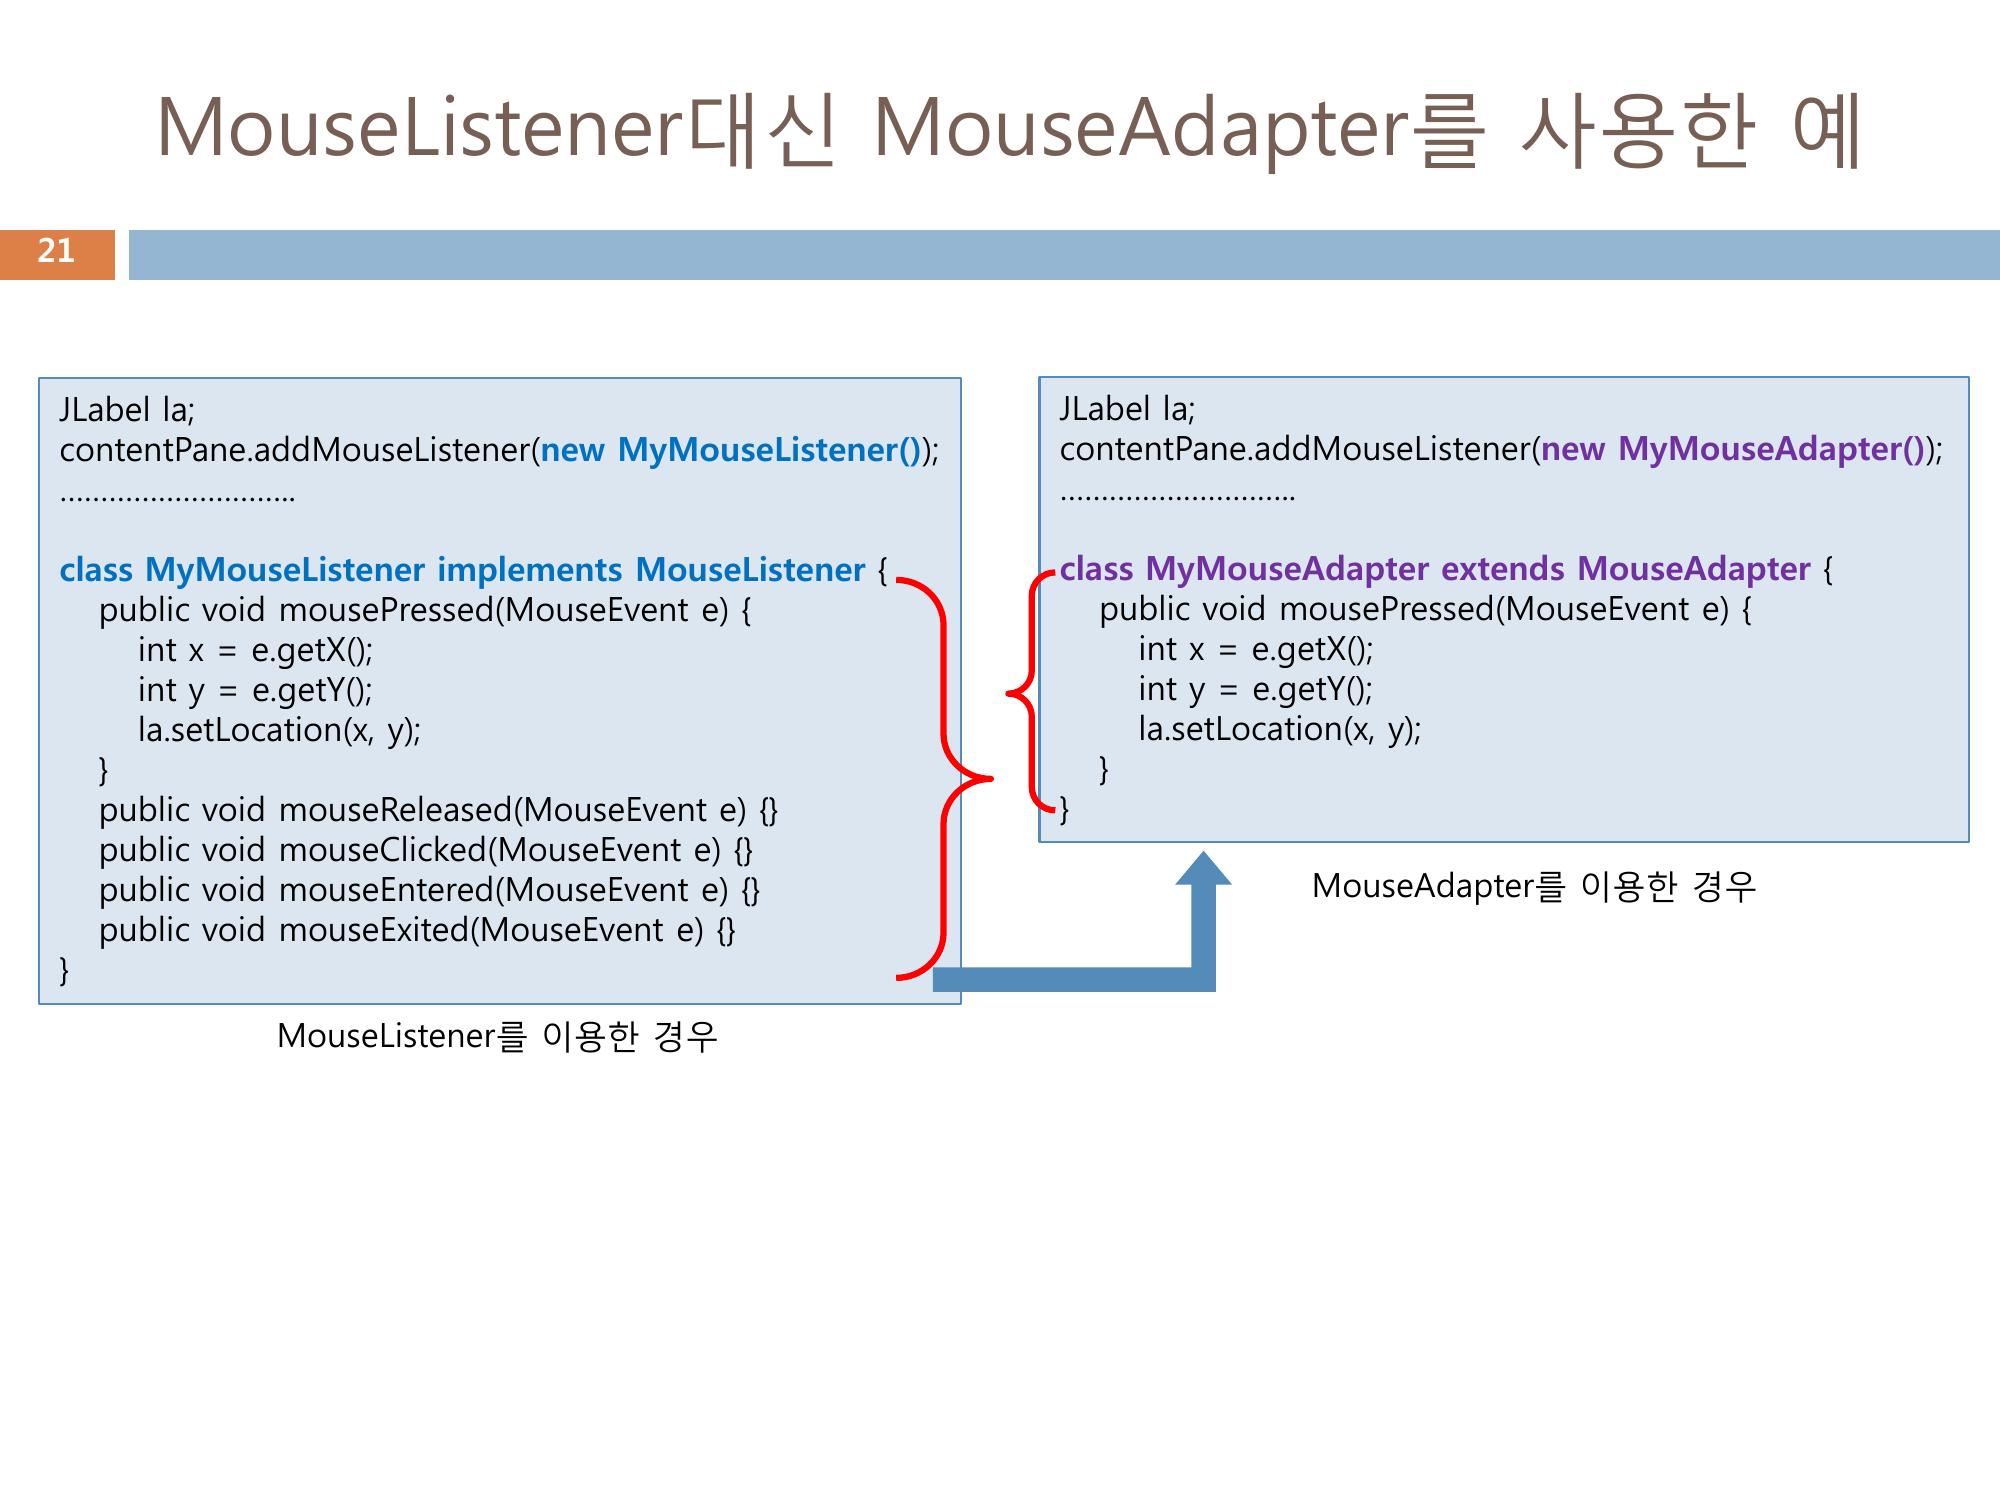 MouseListener대신 MouseAdapter를 사용한 예
21
JLabel la;
contentPane.addMouseListener(new MyMouseListener());
………………………..
class MyMouseListener implements MouseListener {
public void mousePressed(MouseEvent e) {
int x = e.getX();
int y = e.getY();
la.setLocation(x, y);
}
public void mouseReleased(MouseEvent e) {}
public void mouseClicked(MouseEvent e) {}
public void mouseEntered(MouseEvent e) {}
public void mouseExited(MouseEvent e) {}
}
MouseListener를 이용한 경우
JLabel la;
contentPane.addMouseListener(new MyMouseAdapter());
………………………..
class MyMouseAdapter extends MouseAdapter {
public void mousePressed(MouseEvent e) {
int x = e.getX();
int y = e.getY();
la.setLocation(x, y);
}
}
MouseAdapter를 이용한 경우